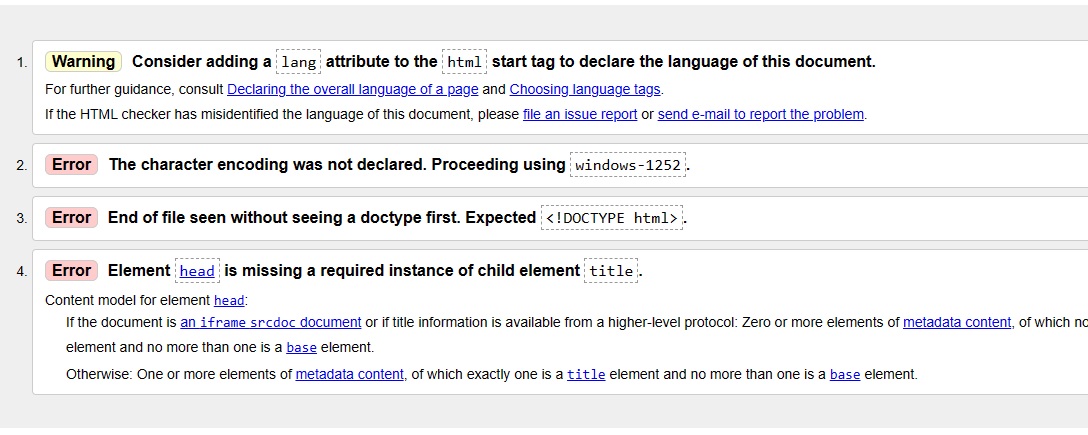 1. Warning Consider adding a lang attribute to the html start tag to declare the language of this document.
For further guidance, consult Declaring the overall language of a page and Choosing language tags.
If the HTML checker has misidentified the language of this document, please file an issue report or send e-mail to report the problem.
2. Error The character encoding was not declared. Proceeding using windows-1252.
3. Error End of file seen without seeing a doctype first. Expected <!DOCTYPE html>.
4. Error Element head is missing a required instance of child element title.
Content model for element head:
If the document is an iframe srcdoc document or if title information is available from a higher-level protocol: Zero or more elements of metadata content, of which
element and no more than one is a base element.
Otherwise: One or more elements of metadata content, of which exactly one is a title element and no more than one is a base element.